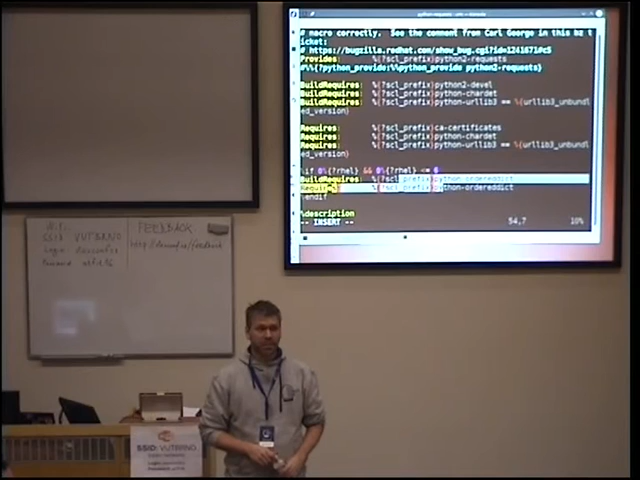 # macro correctly.  See the comment from Carl George in this bz t
icket:
# https://bugzilla.redhat.com/show_bug.cgi?id=1241671#c5
Provides:      %{?scl_prefix}python2-requests
#%%{?python_provide:%%python_provide python2-requests}
BuildRequires:  %{?scl_prefix}python2-devel
BuildRequires:  %{?scl_prefix}python-chardet
BuildRequires:  %{?scl_prefix}python-urllib3 == %{urllib3_unbundl
ed_version}
Requires:       %{?scl_prefix}ca-certificates
Requires:       %{?scl_prefix}python-chardet
Requires:       %{?scl_prefix}python-urllib3 == %{urllib3_unbundl
ed_version}
%if 0%{?rhel} && 0%{?rhel} <= 6
BuildRequires:  %{?scl_prefix}python-ordereddict
Requires:       %{?scl_prefix}python-ordereddict
%endif
%description
-- INSERT --    54,7    10%
SSID VUTBRNO
Login
FEEDBACK
SSID: VUTBRNO